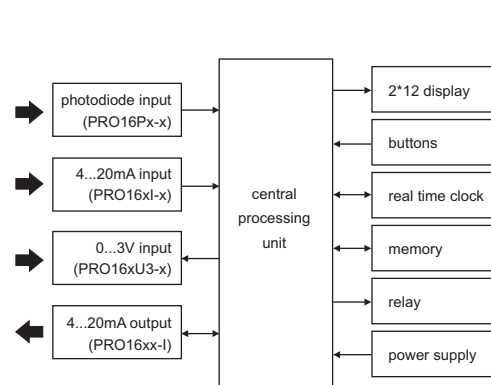 photodiode input
(PRO16Px-x)
4...20mA input
(PRO16xI-x)
0...3V input
(PRO16xU3-x)
4...20mA output
(PRO16xx-I)
central
processing
unit
2*12 display
buttons
real time clock
memory
relay
power supply